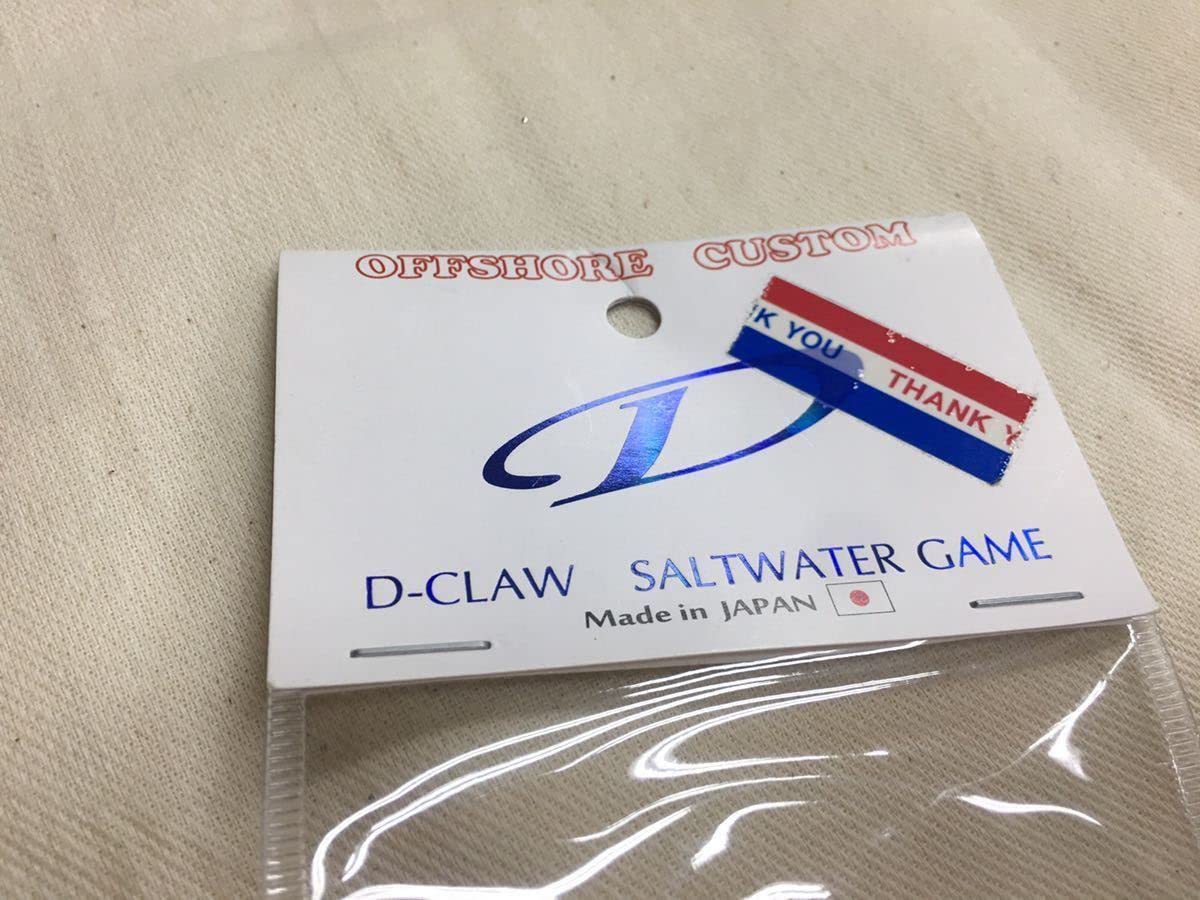 OFFSHORE CUSTOM
K YOU THANK Y
D
D-CLAW SALTWATER GAME
Made in JAPAN